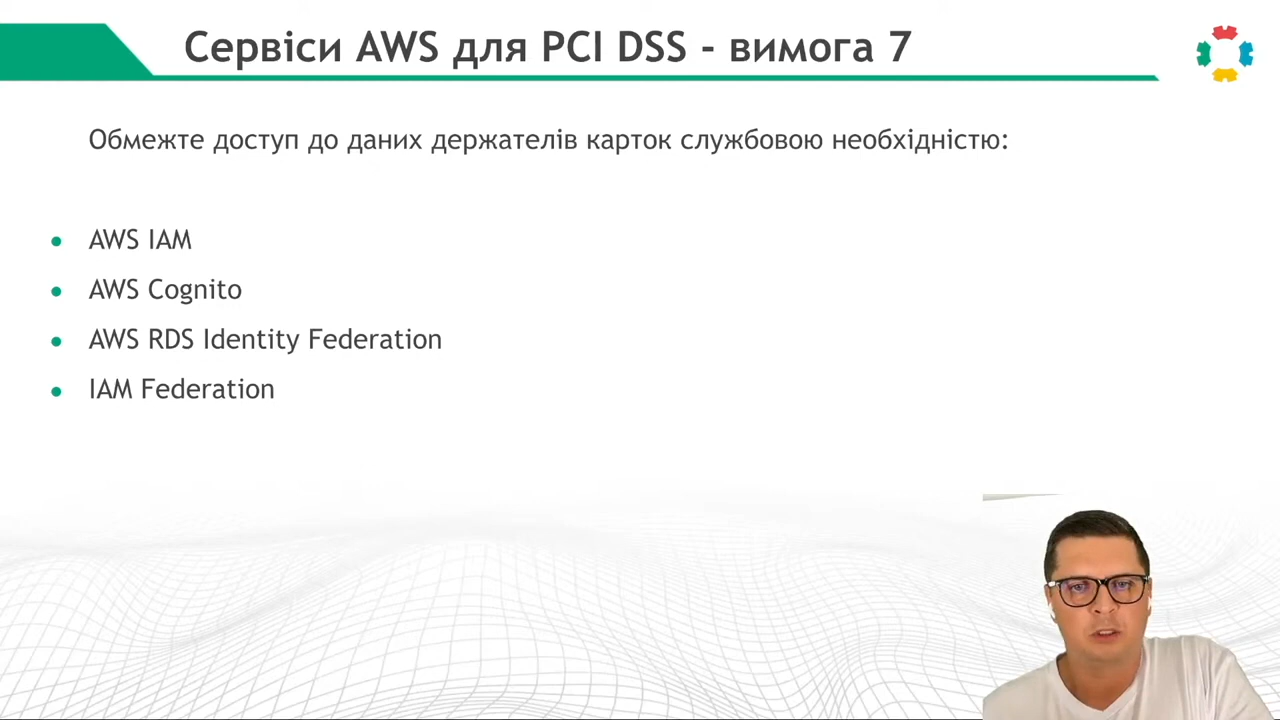 Сервіси AWS для PCI DSS - вимога 7
Обмежте доступ до даних держателів карток службовою необхідністю:
AWS IAM
AWS Cognito
AWS RDS Identity Federation
IAM Federation